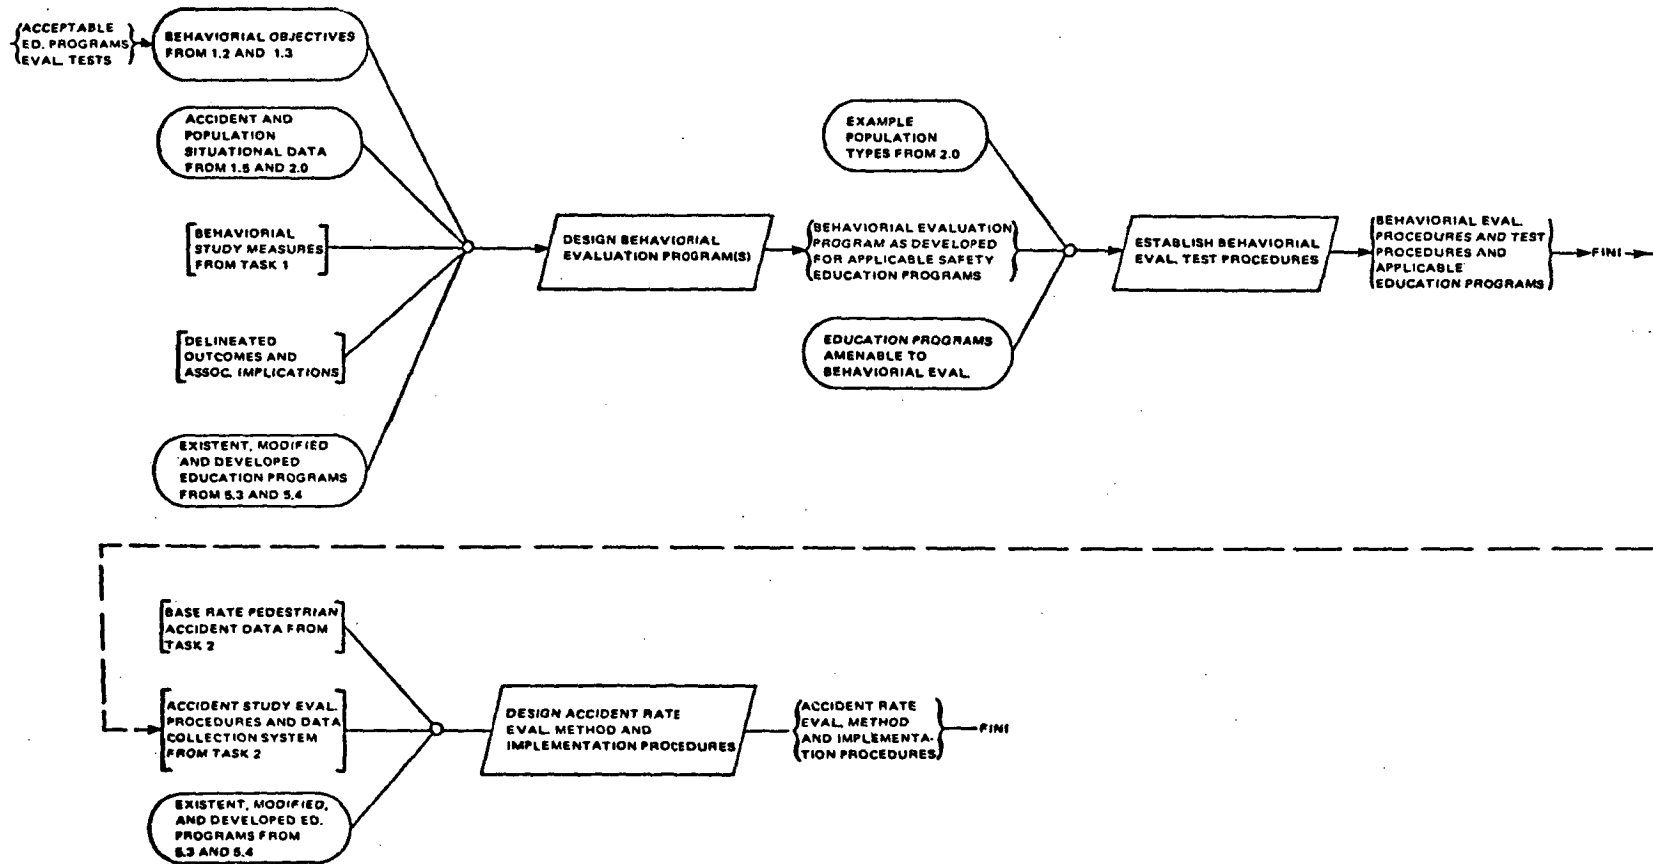 ACCEPTABLE
ED. PROGRAMS
EVAL. TESTS
BEHAVIORIAL OBJECTIVES
FROM 1.2 AND 1.3
ACCIDENT AND
POPULATION
SITUATIONAL DATA
FROM 1.5 AND 2.0
BEHAVIORIAL
STUDY MEASURES
FROM TASK 1
DELINEATED
OUTCOMES AND
ASSOC. IMPLICATIONS
EXISTENT, MODIFIED
AND DEVELOPED
EDUCATION PROGRAMS
FROM 5.3 AND 5.4
DESIGN BEHAVIORIAL
EVALUATION PROGRAM(S)
BEHAVIORIAL EVALUATION
PROGRAM AS DEVELOPED
FOR APPLICABLE SAFETY
EDUCATION PROGRAMS
EXAMPLE
POPULATION
TYPES FROM 2.0
EDUCATION PROGRAMS
AMENABLE TO
BEHAVIORIAL EVAL.
ESTABLISH BEHAVIORIAL
EVAL. TEST PROCEDURES
BEHAVIORIAL EVAL.
PROCEDURES AND TEST
PROCEDURES AND
APPLICABLE
EDUCATION PROGRAMS
FINI
BASE RATE PEDESTRIAN
ACCIDENT DATA FROM
TASK 2
ACCIDENT STUDY EVAL.
PROCEDURES AND DATA
COLLECTION SYSTEM
FROM TASK 2
EXISTENT, MODIFIED,
AND DEVELOPED ED.
PROGRAMS FROM
5.3 AND 5.4
DESIGN ACCIDENT RATE
EVAL. METHOD AND
IMPLEMENTATION PROCEDURES
ACCIDENT RATE
EVAL. METHOD
AND IMPLEMENTA-
TION PROCEDURES
FINI